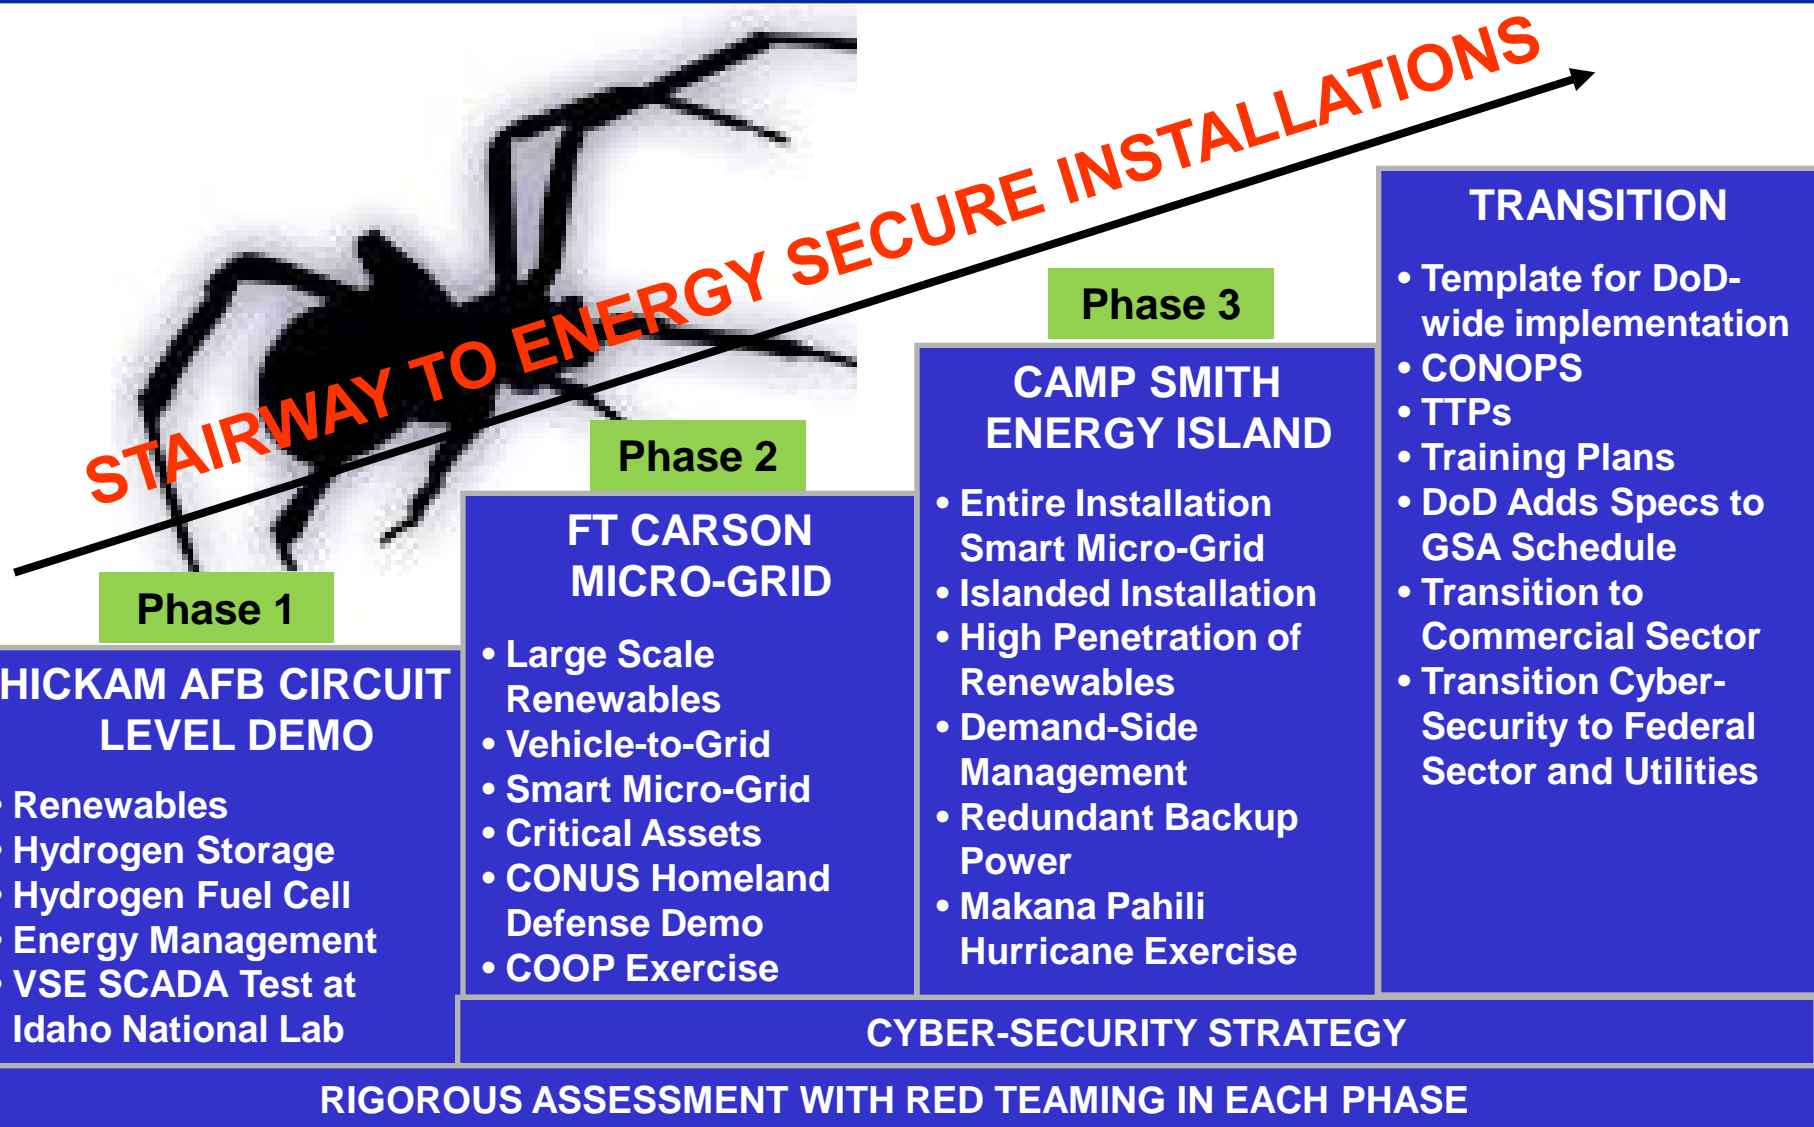 STAIRWAY TO ENERGY SECURE INSTALLATIONS
Phase 1
HICKAM AFB CIRCUIT
LEVEL DEMO
• Renewables
• Hydrogen Storage
• Hydrogen Fuel Cell
• Energy Management
• VSE SCADA Test at
Idaho National Lab
Phase 2
FT CARSON
MICRO-GRID
• Large Scale
Renewables
• Vehicle-to-Grid
• Smart Micro-Grid
• Critical Assets
• CONUS Homeland
Defense Demo
• COOP Exercise
Phase 3
CAMP SMITH
ENERGY ISLAND
• Entire Installation
Smart Micro-Grid
• Islanded Installation
• High Penetration of
Renewables
• Demand-Side
Management
• Redundant Backup
Power
• Makana Pahili
Hurricane Exercise
TRANSITION
• Template for DoD-
wide implementation
• CONOPS
• TTPs
• Training Plans
• DoD Adds Specs to
GSA Schedule
• Transition to
Commercial Sector
• Transition Cyber-
Security to Federal
Sector and Utilities
CYBER-SECURITY STRATEGY
RIGOROUS ASSESSMENT WITH RED TEAMING IN EACH PHASE